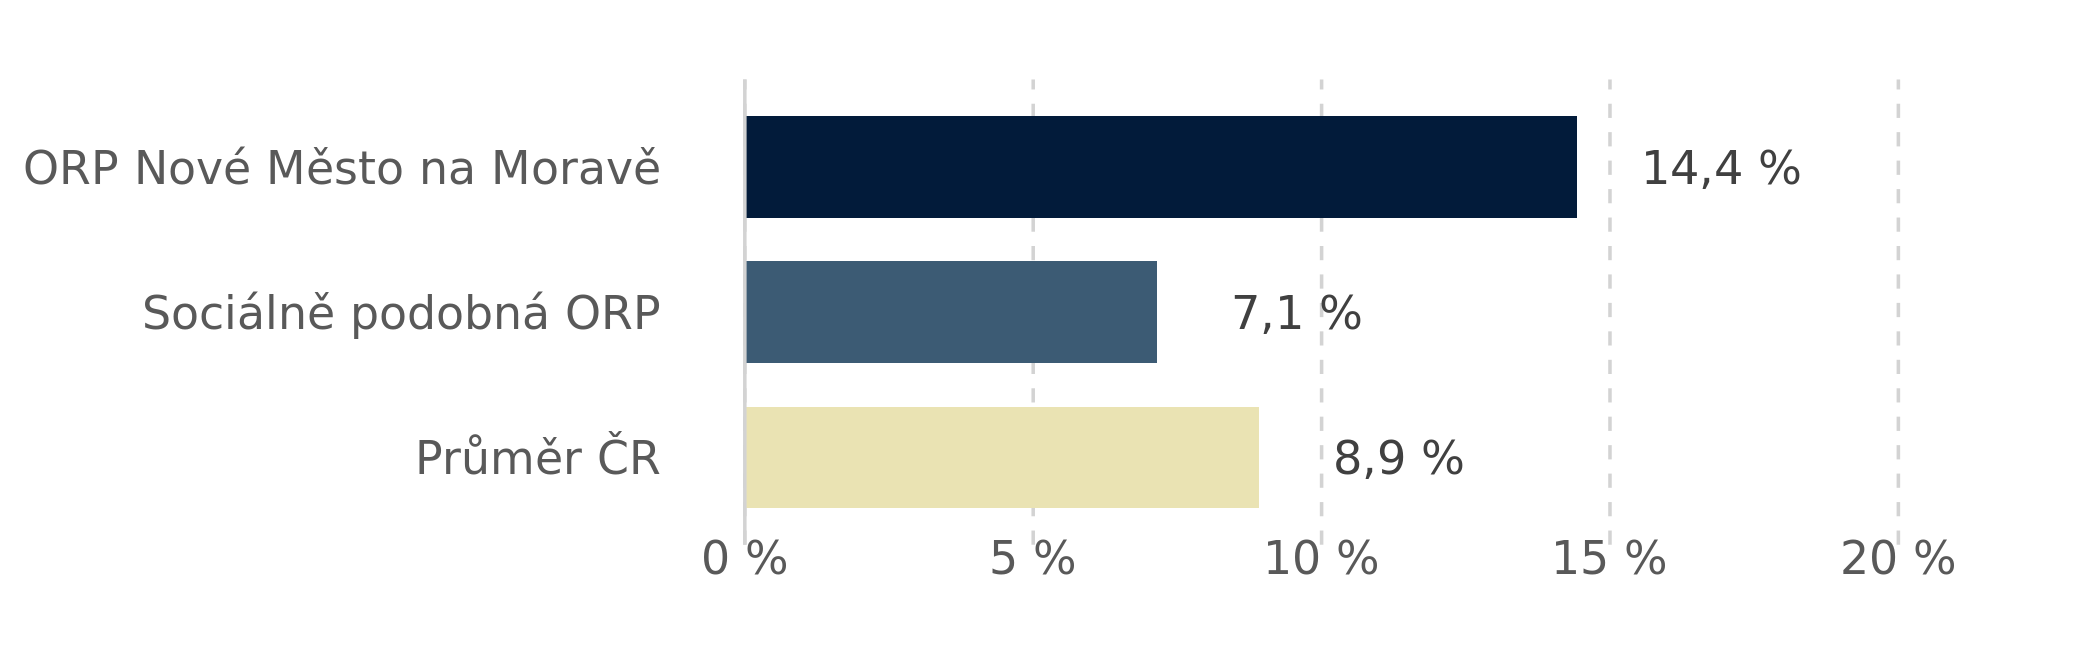 ORP Nové Město na Moravě
14,4 %
Sociálně podobná ORP
7,1 %
Průměr ČR
8,9 %
0 %
5 %
10 %
15 %
20 %